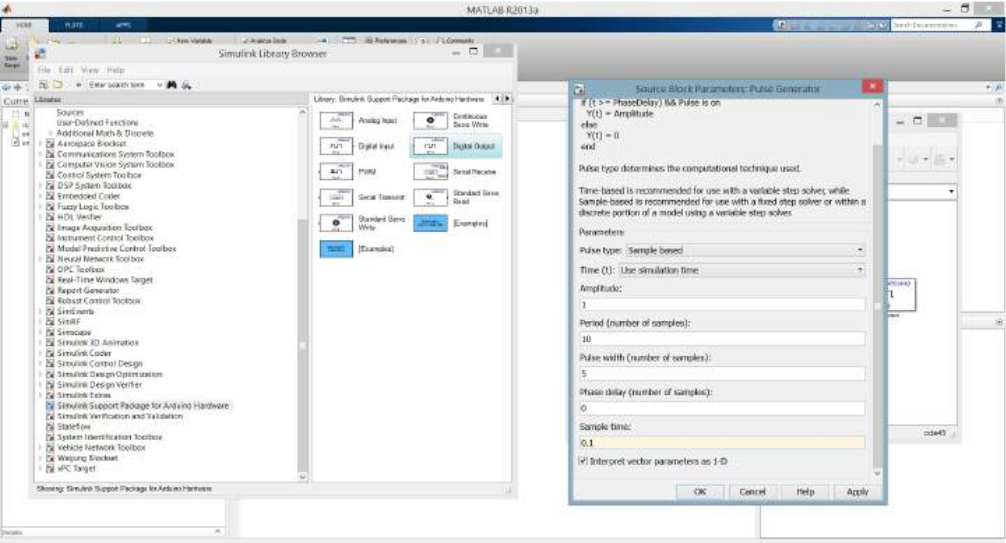 MATLAB R2013a
HOME
PLOTS
APPS
New Variable
Analyze Code
Preferences
Community
Search Documentation
Simulink Library Browser
File Edit View Help
Enter search term
Libraries
Library: Simulink Support Package for Arduino Hardware
Sources
User-Defined Functions
Additional Math & Discrete
Aerospace Blockset
Communications System Toolbox
Computer Vision System Toolbox
Control System Toolbox
DSP System Toolbox
Embedded Coder
Fuzzy Logic Toolbox
HDL Verifier
Image Acquisition Toolbox
Instrument Control Toolbox
Model Predictive Control Toolbox
Neural Network Toolbox
OPC Toolbox
Real-Time Windows Target
Report Generator
Robust Control Toolbox
SimEvents
SimRF
Simscape
Simulink 3D Animation
Simulink Coder
Simulink Control Design
Simulink Design Optimization
Simulink Design Verifier
Simulink Extras
Simulink Support Package for Arduino Hardware
Simulink Verification and Validation
Stateflow
System Identification Toolbox
Vehicle Network Toolbox
Waijung Blockset
xPC Target
Showing: Simulink Support Package for Arduino Hardware
Analog Input
Continuous Servo Write
Digital Input
Digital Output
PWM
Serial Receive
Serial Transmit
Standard Servo Read
Standard Servo Write
[Examples]
[Examples]
Source Block Parameters: Pulse Generator
if (t >= PhaseDelay) && Pulse is on
Y(t) = Amplitude
else
Y(t) = 0
end
Pulse type determines the computational technique used.
Time-based is recommended for use with a variable step solver, while
Sample-based is recommended for use with a fixed step solver or within a
discrete portion of a model using a variable step solver.
Parameters
Pulse type: Sample based
Time (t): Use simulation time
Amplitude:
1
Period (number of samples):
10
Pulse width (number of samples):
5
Phase delay (number of samples):
0
Sample time:
0.1
Interpret vector parameters as 1-D
OK Cancel Help Apply
ode45
Details